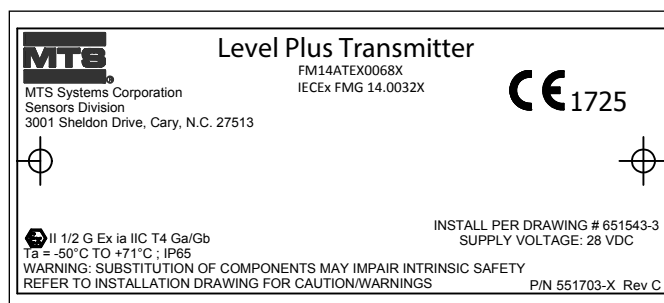 MTS
Level Plus Transmitter
FM14ATEX0068X
IECEx FMG 14.0032X
CE 1725
MTS Systems Corporation
Sensors Division
3001 Sheldon Drive, Cary, N.C. 27513
INSTALL PER DRAWING # 651543-3
SUPPLY VOLTAGE: 28 VDC
Ex II 1/2 G Ex ia IIC T4 Ga/Gb
Ta = -50°C TO +71°C ; IP65
WARNING: SUBSTITUTION OF COMPONENTS MAY IMPAIR INTRINSIC SAFETY
REFER TO INSTALLATION DRAWING FOR CAUTION/WARNINGS
P/N 551703-X Rev C